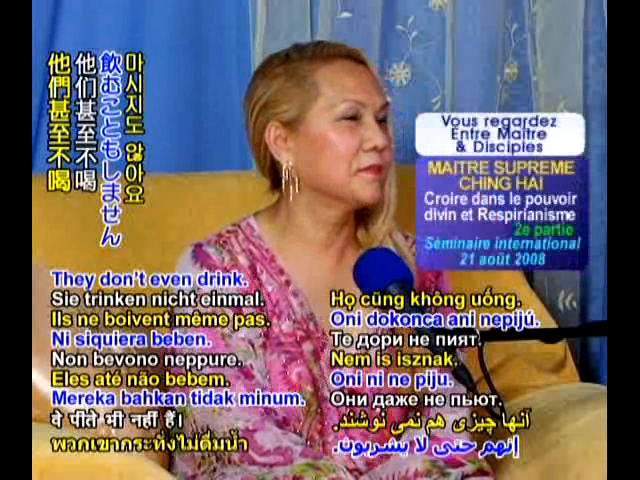 他們甚至不喝
他们甚至不喝
飲むこともしません
마시지도 않아요
Vous regardez
Entre Maître
& Disciples
MAITRE SUPREME
CHING HAI
Croire dans le pouvoir
divin et Respirianisme
2e partie
Séminaire international
21 août 2008
They don't even drink.
Sie trinken nicht einmal.
Ils ne boivent même pas.
Ni siquiera beben.
Non bevono neppure.
Eles até não bebem.
Mereka bahkan tidak minum.
वे पीते भी नहीं हैं।
พวกเขากระทั่งไม่ดื่มน้ำ
Họ cũng không uống.
Oni dokonca ani nepijú.
Те дори не пият.
Nem is isznak.
Oni ni ne piju.
Они даже не пьют.
آنها چیزی هم نمی نوشند.
إنهم حتى لا يشربون.